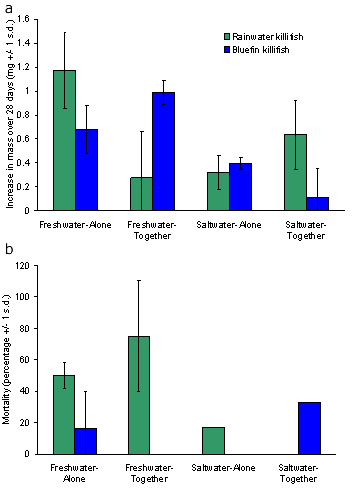 a
Increase in mass over 28 days (mg +/- 1 s.d.)
1.6
1.4
1.2
1
0.8
0.6
0.4
0.2
0
Rainwater killifish
Bluefin killifish
Freshwater-Alone
Freshwater-
Together
Saltwater-Alone
Saltwater-
Together
b
Mortality (percentage +/- 1 s.d.)
120
100
80
60
40
20
0
Freshwater-
Alone
Freshwater-
Together
Saltwater-Alone
Saltwater-
Together